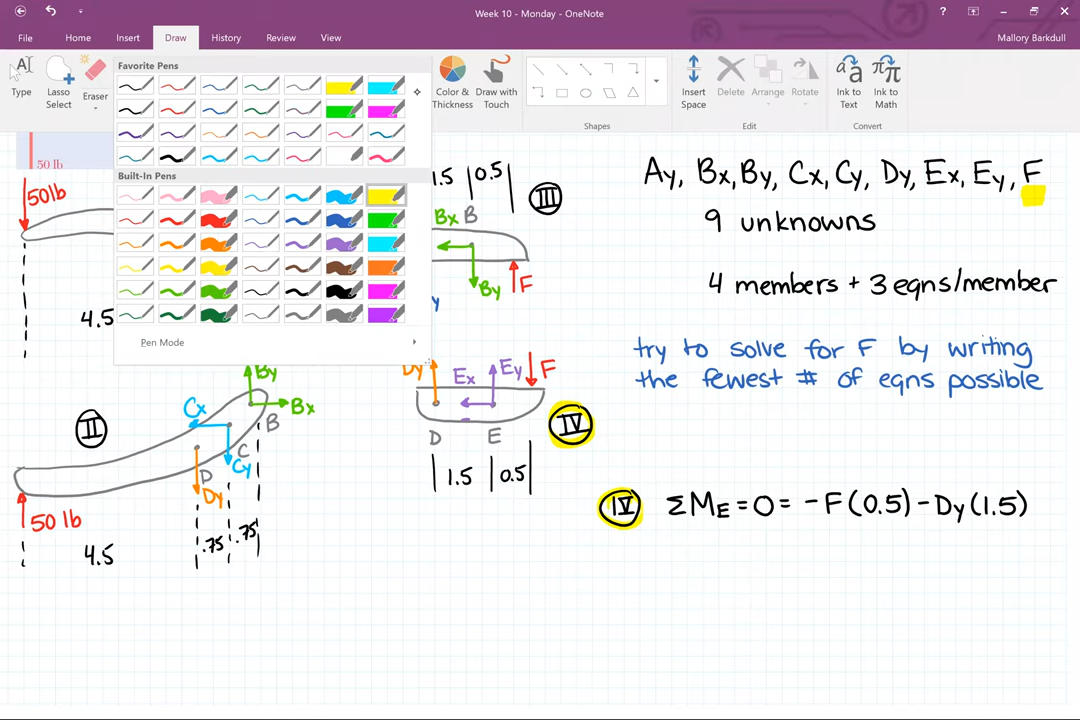 Week 10 - Monday - OneNote
?
File
Home
Insert
Draw
History
Review
View
Mallory Barkdull
Type
Lasso Select
Eraser
Favorite Pens
Built-In Pens
Pen Mode
Color & Thickness
Draw with Touch
Shapes
Insert Space
Delete
Arrange
Rotate
Edit
Ink to Text
Ink to Math
Convert
50 lb
50lb
4.5
1.5 | 0.5
III
Bx B
By
F
Ay, Bx, By, Cx, Cy, Dy, Ex, Ey, F
9 unknowns
4 members + 3 eqns/member
try to solve for F by writing
the fewest # of eqns possible
II
By
Bx
B
Cx
C
Cy
D
Dy
50 lb
4.5
.75
.75
Dy
Ex
Ey
F
D
E
IV
1.5 | 0.5
IV ΣME = 0 = -F(0.5) - Dy(1.5)